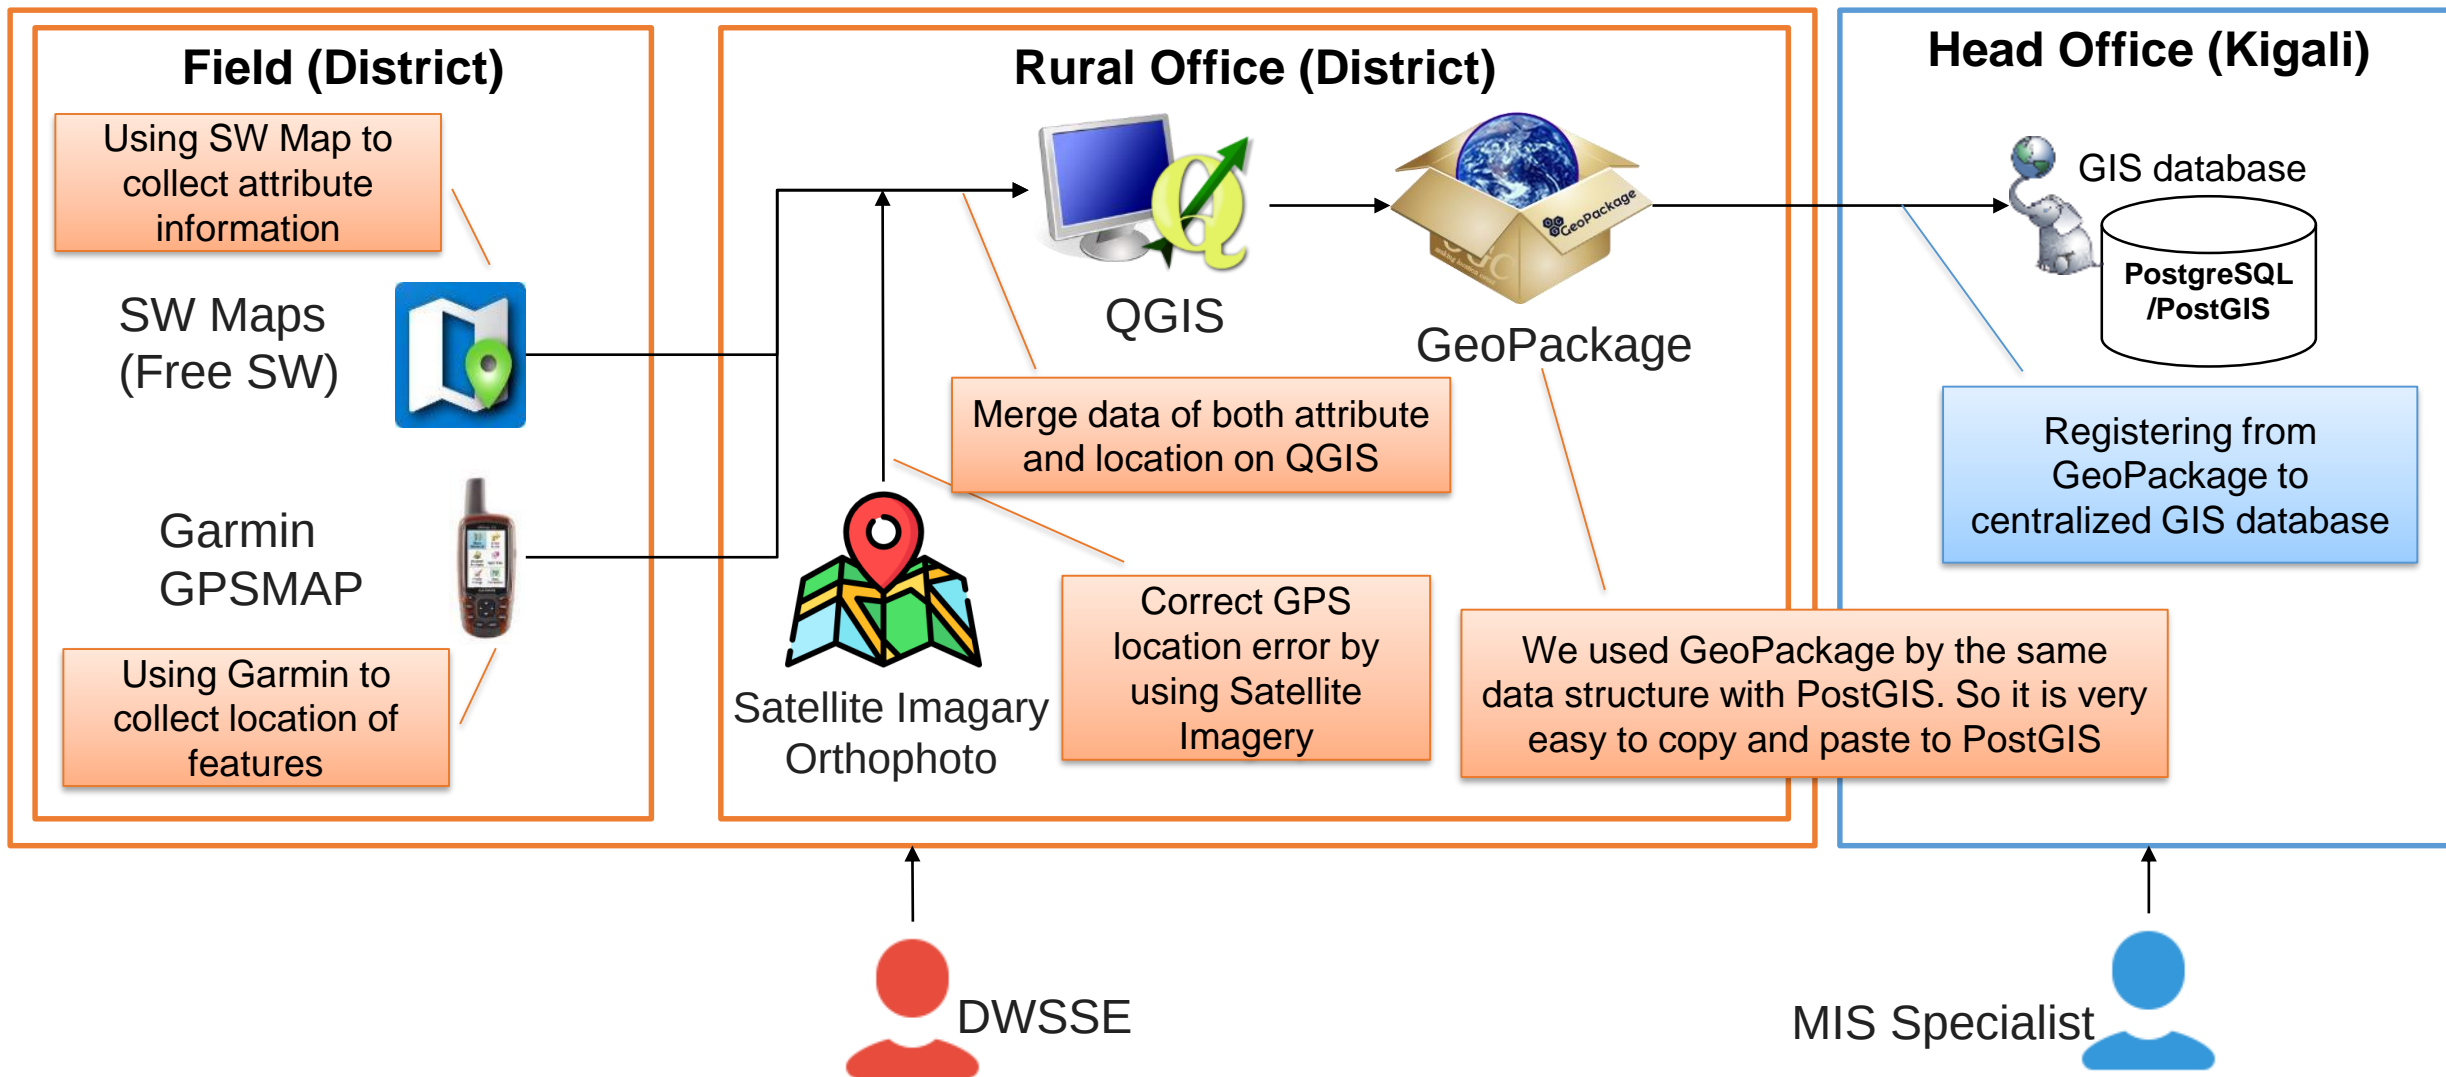 Field (District)
Using SW Map to
collect attribute
information
SW Maps
(Free SW)
Garmin
GPSMAP
Using Garmin to
collect location of
features
Rural Office (District)
QGIS
GeoPackage
GeoPackage
Merge data of both attribute
and location on QGIS
Satellite Imagary
Orthophoto
Correct GPS
location error by
using Satellite
Imagery
We used GeoPackage by the same
data structure with PostGIS. So it is very
easy to copy and paste to PostGIS
Head Office (Kigali)
GIS database
PostgreSQL
/PostGIS
Registering from
GeoPackage to
centralized GIS database
DWSSE
MIS Specialist